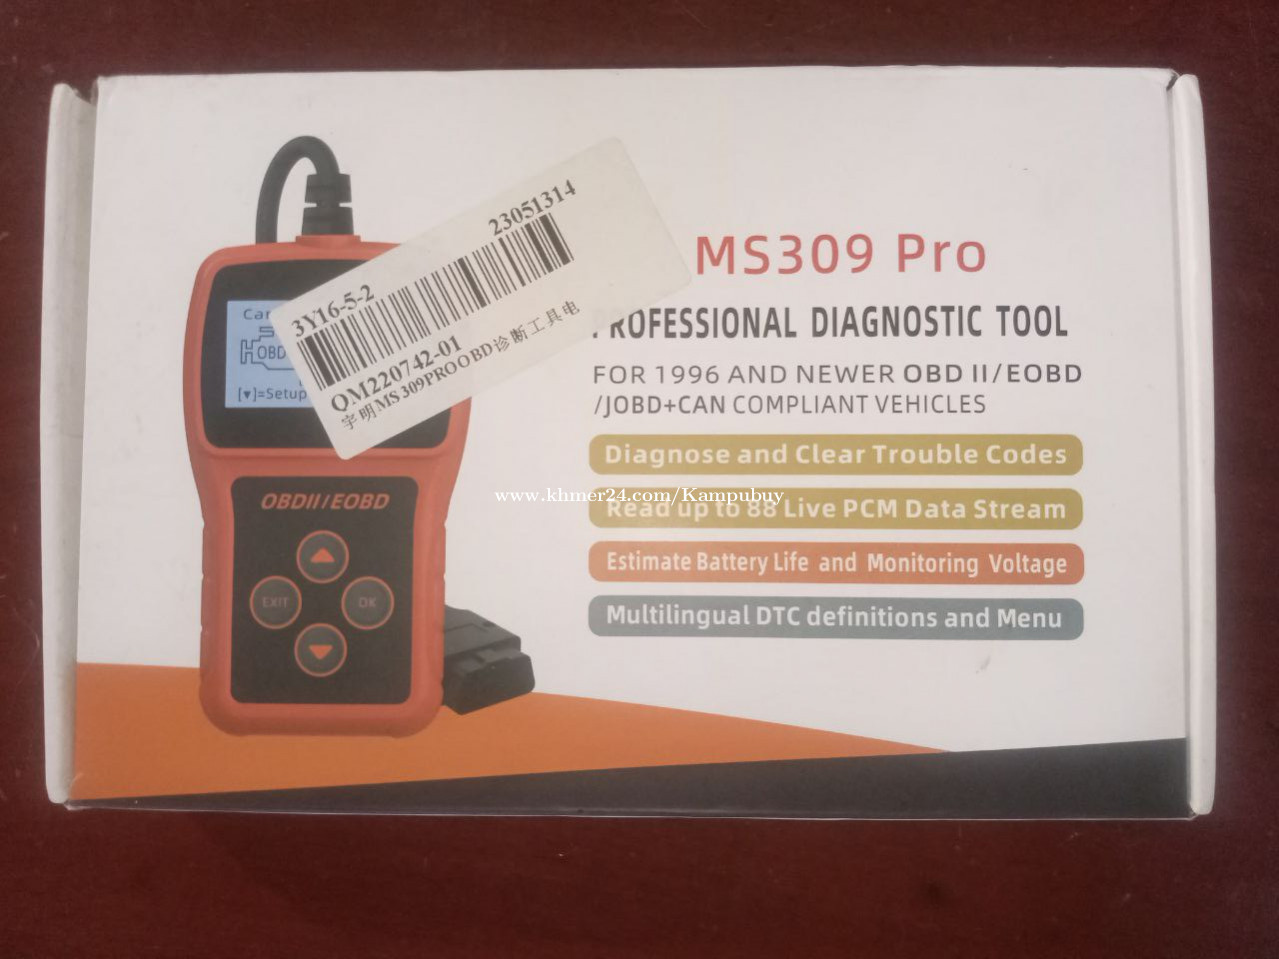 23051314
3Y16-5-2
QM220742-01
宇明MS309PROOBD诊断工具电
OBD
[▼]=Setup
OBDII/EOBD
EXIT
OK
MS309 Pro
PROFESSIONAL DIAGNOSTIC TOOL
FOR 1996 AND NEWER OBD II/EOBD
/JOBD+CAN COMPLIANT VEHICLES
Diagnose and Clear Trouble Codes
www.khmer24.com/Kampubuy
Read up to 88 Live PCM Data Stream
Estimate Battery Life and Monitoring Voltage
Multilingual DTC definitions and Menu